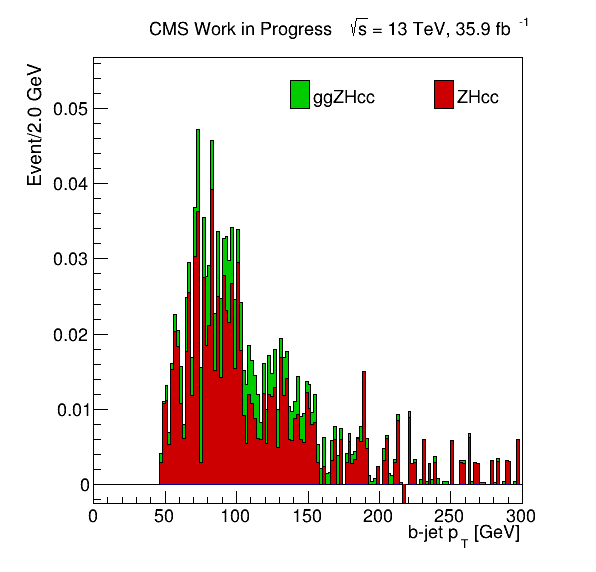 CMS Work in Progress √s = 13 TeV, 35.9 fb -1
ggZHcc ZHcc
Event/2.0 GeV
0.05
0.04
0.03
0.02
0.01
0
0 50 100 150 200 250 300
b-jet p_T [GeV]